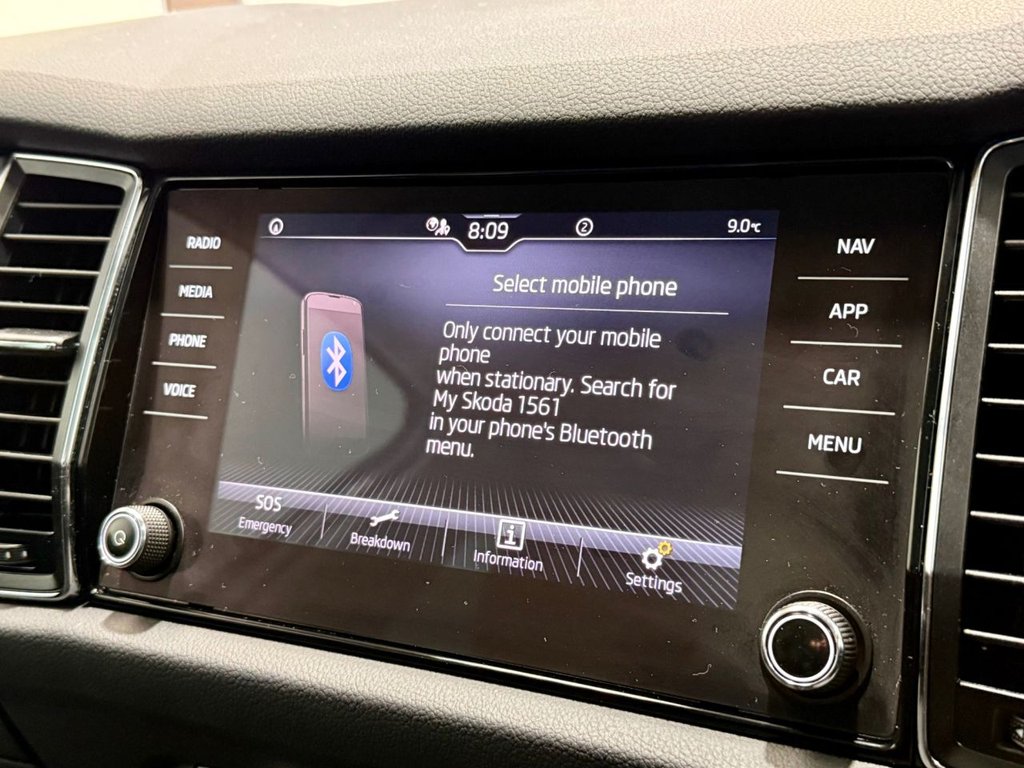 RADIO
MEDIA
PHONE
VOICE
8:09
2
9.0°C
Select mobile phone
Only connect your mobile
phone
when stationary. Search for
My Skoda 1561
in your phone's Bluetooth
menu.
SOS
Emergency
Breakdown
i
Information
Settings
NAV
APP
CAR
MENU